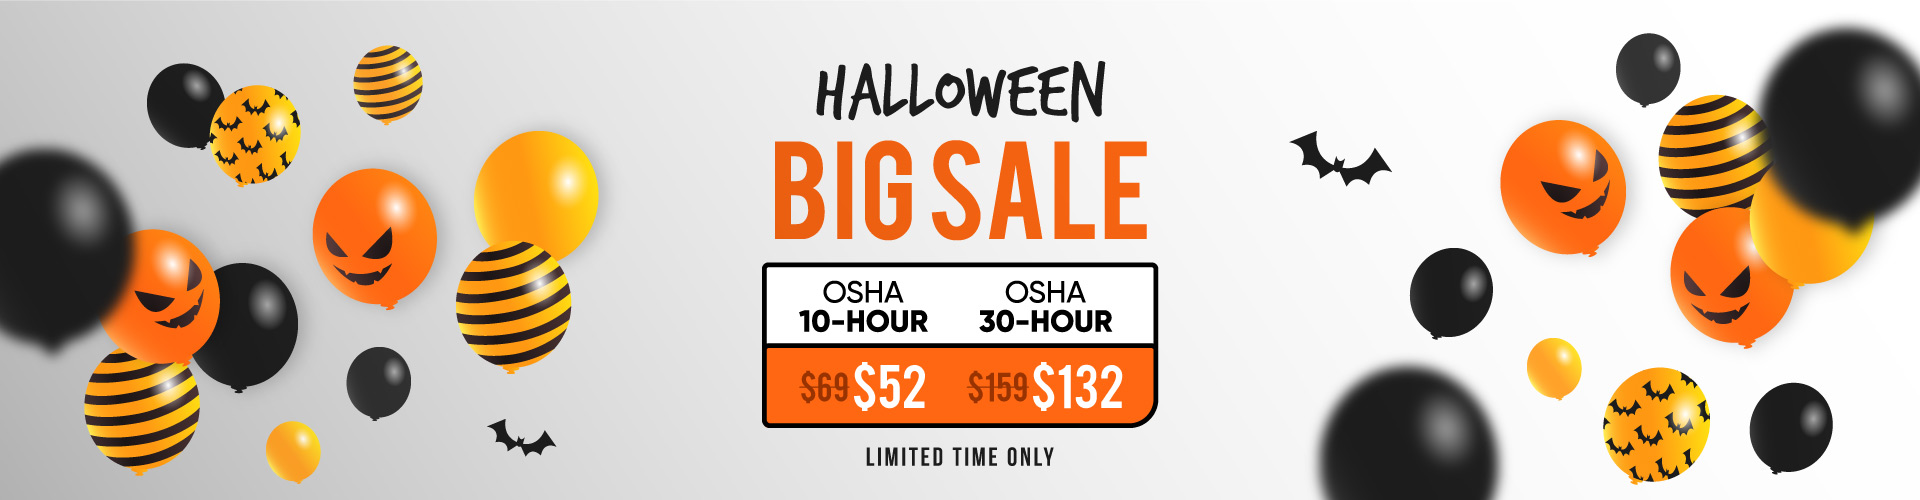 HALLOWEEN
BIG SALE
OSHA 10-HOUR
OSHA 30-HOUR
$69 $52
$159 $132
LIMITED TIME ONLY